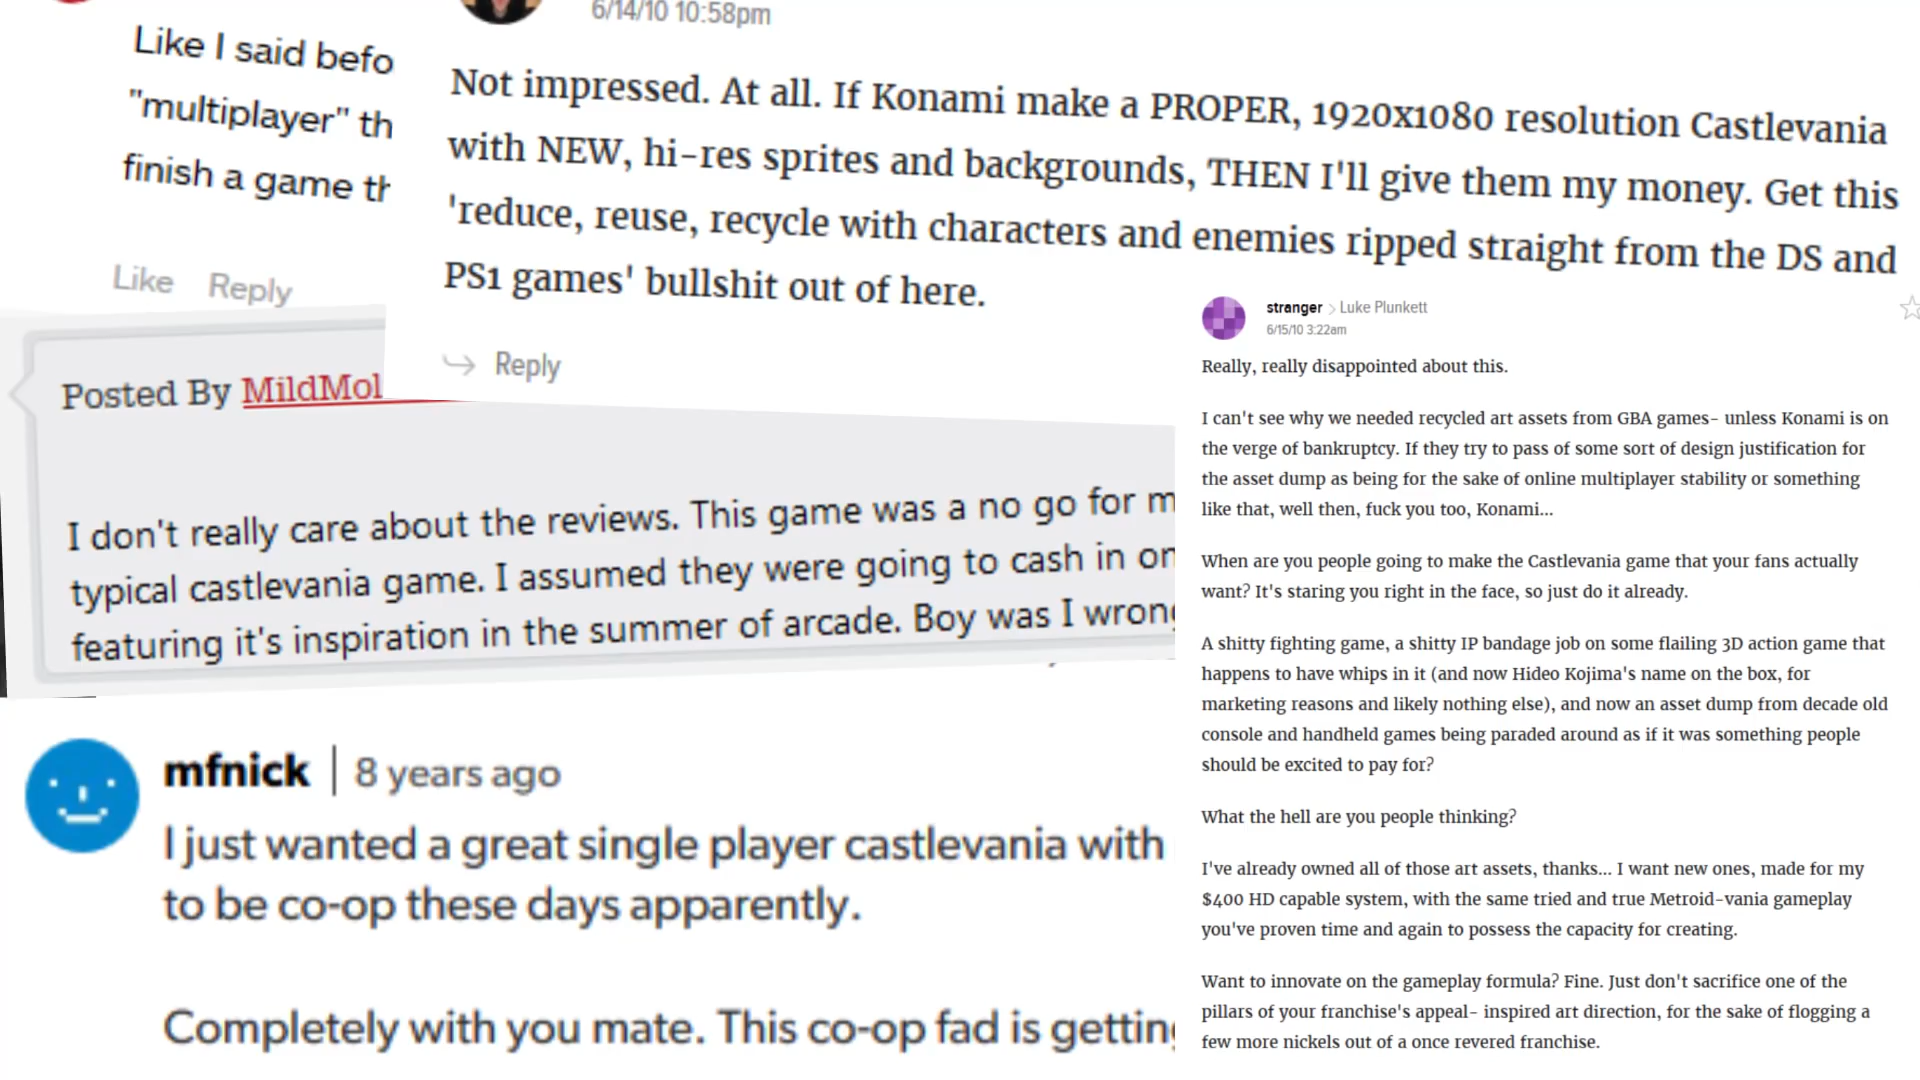 Like I said befo
"multiplayer" th
finish a game th
Like Reply
6/14/10 10:58pm
Not impressed. At all. If Konami make a PROPER, 1920x1080 resolution Castlevania
with NEW, hi-res sprites and backgrounds, THEN I'll give them my money. Get this
'reduce, reuse, recycle with characters and enemies ripped straight from the DS and
PS1 games' bullshit out of here.
Reply
Posted By MildMol
I don't really care about the reviews. This game was a no go for m
typical castlevania game. I assumed they were going to cash in on
featuring it's inspiration in the summer of arcade. Boy was I wrong
mfnick | 8 years ago
I just wanted a great single player castlevania with
to be co-op these days apparently.
Completely with you mate. This co-op fad is getting
stranger > Luke Plunkett
6/15/10 3:22am
Really, really disappointed about this.
I can't see why we needed recycled art assets from GBA games- unless Konami is on
the verge of bankruptcy. If they try to pass of some sort of design justification for
the asset dump as being for the sake of online multiplayer stability or something
like that, well then, fuck you too, Konami...
When are you people going to make the Castlevania game that your fans actually
want? It's staring you right in the face, so just do it already.
A shitty fighting game, a shitty IP bandage job on some flailing 3D action game that
happens to have whips in it (and now Hideo Kojima's name on the box, for
marketing reasons and likely nothing else), and now an asset dump from decade old
console and handheld games being paraded around as if it was something people
should be excited to pay for?
What the hell are you people thinking?
I've already owned all of those art assets, thanks... I want new ones, made for my
$400 HD capable system, with the same tried and true Metroid-vania gameplay
you've proven time and again to possess the capacity for creating.
Want to innovate on the gameplay formula? Fine. Just don't sacrifice one of the
pillars of your franchise's appeal- inspired art direction, for the sake of flogging a
few more nickels out of a once revered franchise.